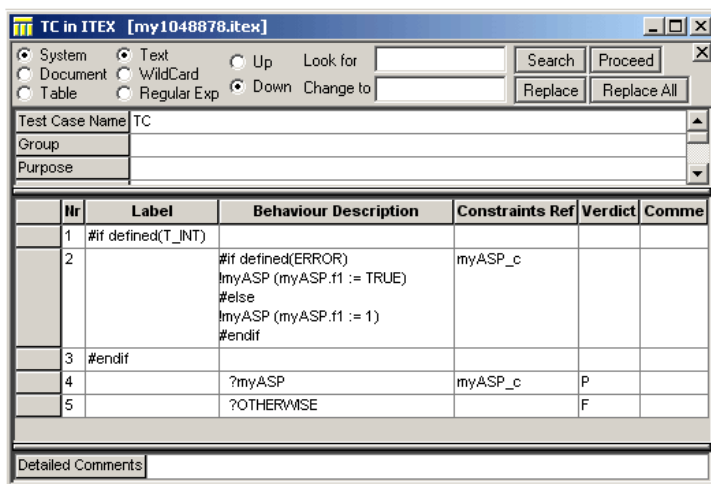 TC in ITEX [my1048878.itex]
System Text Up Look for Search Proceed
Document WildCard
Table Regular Exp Down Change to Replace Replace All
Test Case Name TC
Group
Purpose
Nr Label Behaviour Description Constraints Ref Verdict Comme
1 #if defined(T_INT)
2 #if defined(ERROR) myASP_c
!myASP (myASP.f1 := TRUE)
#else
!myASP (myASP.f1 := 1)
#endif
3 #endif
4 ?myASP myASP_c P
5 ?OTHERWISE F
Detailed Comments